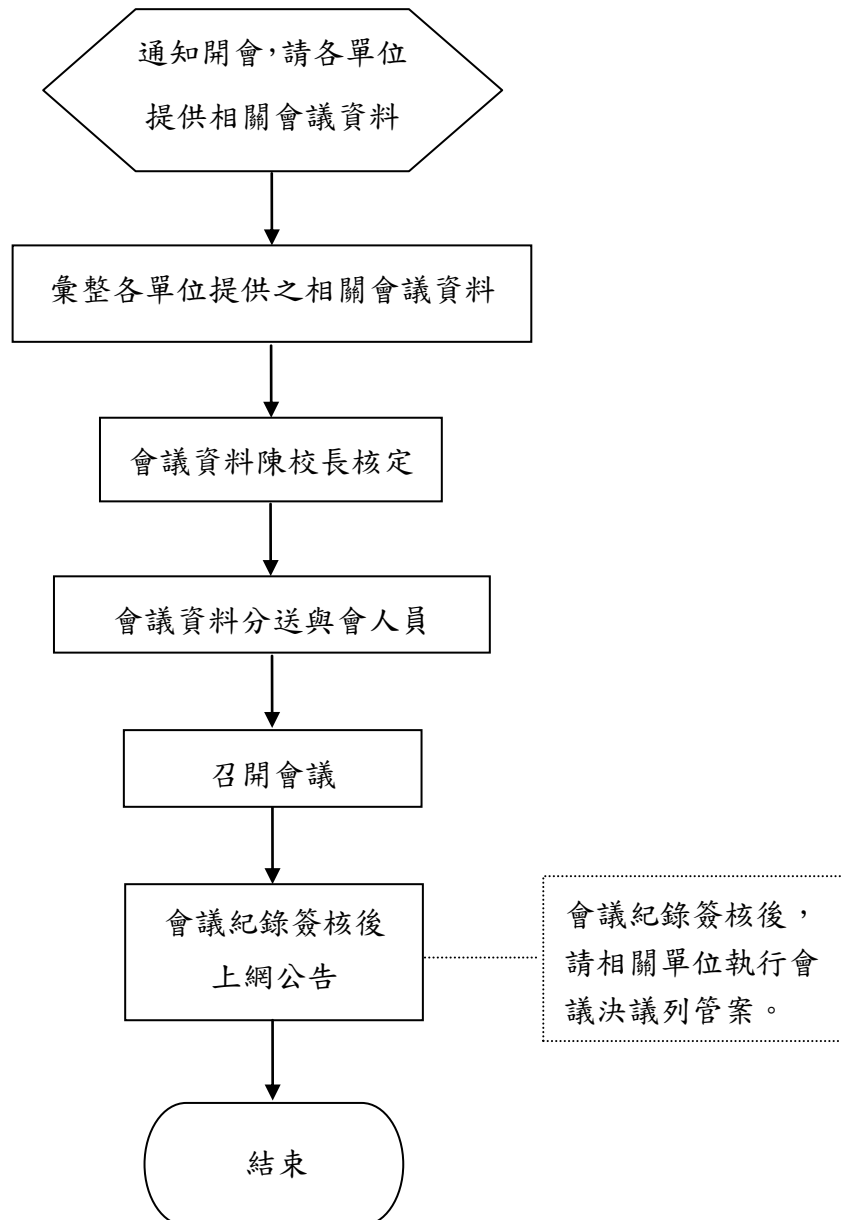 通知開會，請各單位
提供相關會議資料
彙整各單位提供之相關會議資料
會議資料陳校長核定
會議資料分送與會人員
召開會議
會議紀錄簽核後
上網公告
會議紀錄簽核後，
請相關單位執行會
議決議列管案。
結束